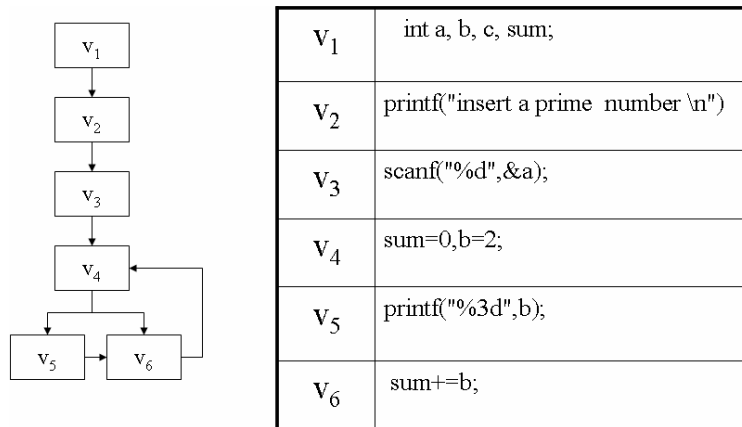 v1
v2
v3
v4
v5 v6
v1 int a, b, c, sum;
v2 printf("insert a prime number \n")
v3 scanf("%d",&a);
v4 sum=0,b=2;
v5 printf("%3d",b);
v6 sum+=b;